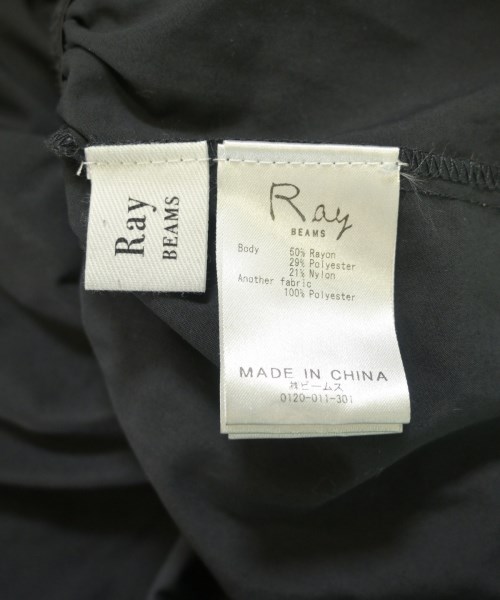 Ray
BEAMS
Ray
BEAMS
Body 50% Rayon
29% Polyester
21% Nylon
Another fabric
100% Polyester
MADE IN CHINA
㈱ビームス
0120-011-301